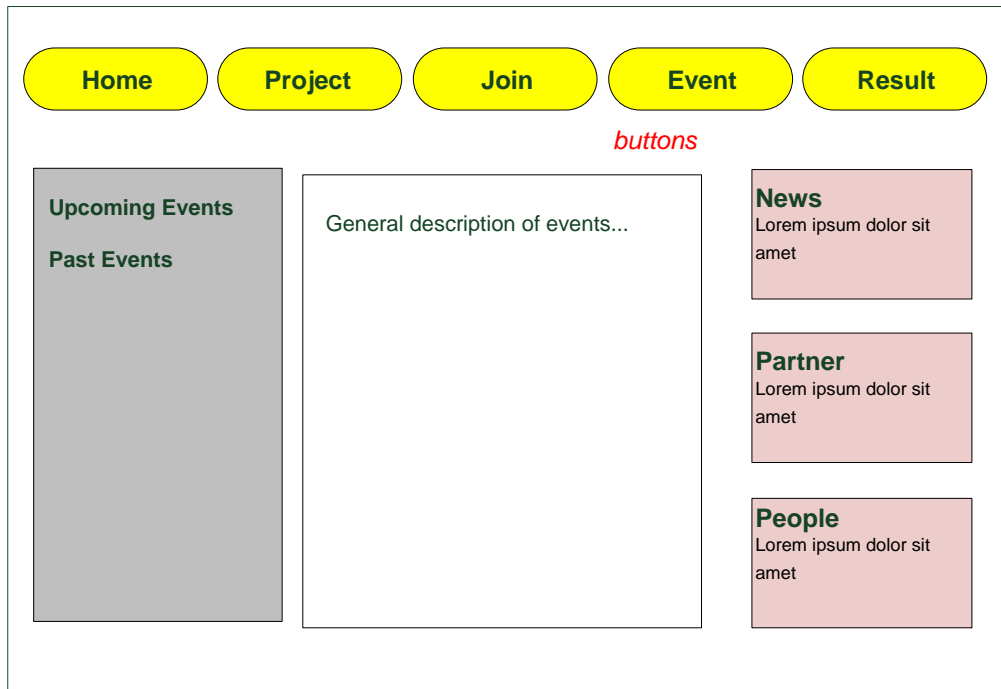 Home
Project
Join
Event
Result
buttons
Upcoming Events
Past Events
General description of events...
News
Lorem ipsum dolor sit
amet
Partner
Lorem ipsum dolor sit
amet
People
Lorem ipsum dolor sit
amet